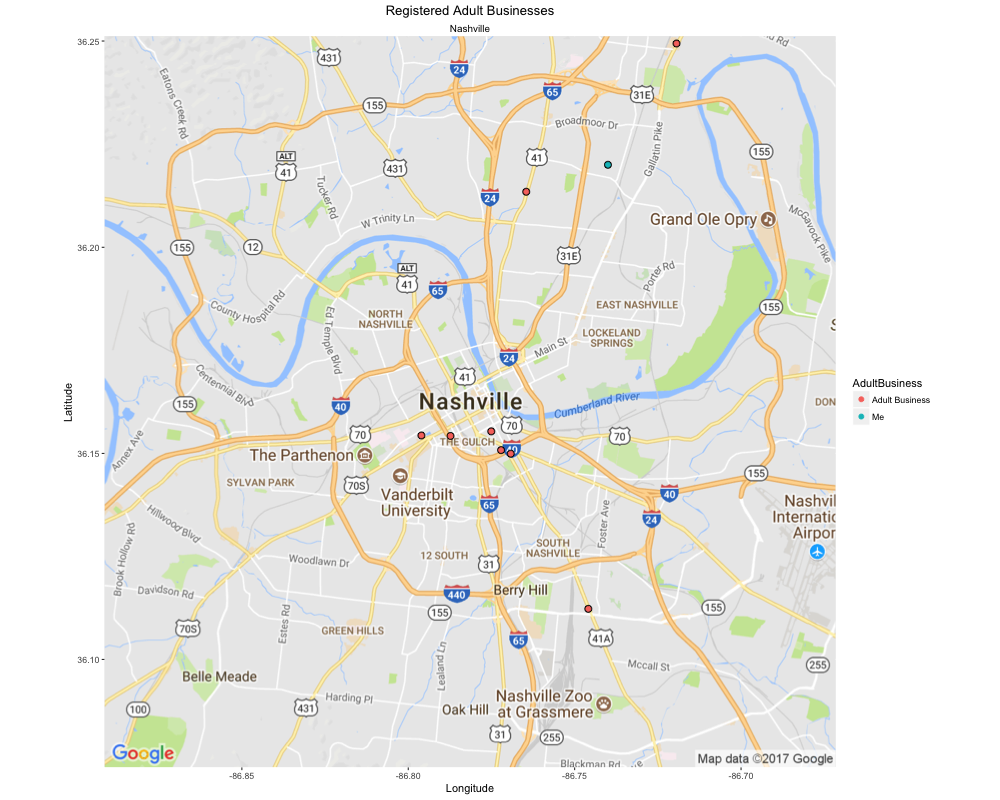 Registered Adult Businesses
Nashville
36.25
36.20
36.15
36.10
Latitude
-86.85
-86.80
-86.75
-86.70
Longitude
431
24
65
31E
155
Eatons Creek Rd
Broadmoor Dr
Gallatin Pike
ALT
41
431
41
155
Tucker Rd
24
W Trinity Ln
Grand Ole Opry
McGavock Pike
155
12
31E
ALT
41
65
Porter Rd
County Hospital Rd
EAST NASHVILLE
155
NORTH
NASHVILLE
Ed Temple Blvd
LOCKELAND
SPRINGS
Main St
24
41
Centennial Blvd
155
40
Nashville
Cumberland River
DON
70
70
70
Annex Ave
THE GULCH
40
The Parthenon
155
SYLVAN PARK
70S
Vanderbilt
University
65
40
24
Nashvil
Internatio
Airpor
Hillwood Blvd
Foster Ave
Brook Hollow Rd
12 SOUTH
SOUTH
NASHVILLE
Woodlawn Dr
31
Davidson Rd
440
Berry Hill
155
155
Estes Rd
70S
GREEN HILLS
65
41A
Lealand Ln
Mccall St
255
Belle Meade
Harding Pl
100
431
Oak Hill
Nashville Zoo
at Grassmere
31
255
Blackman Rd
Google
Map data ©2017 Google
AdultBusiness
Adult Business
Me